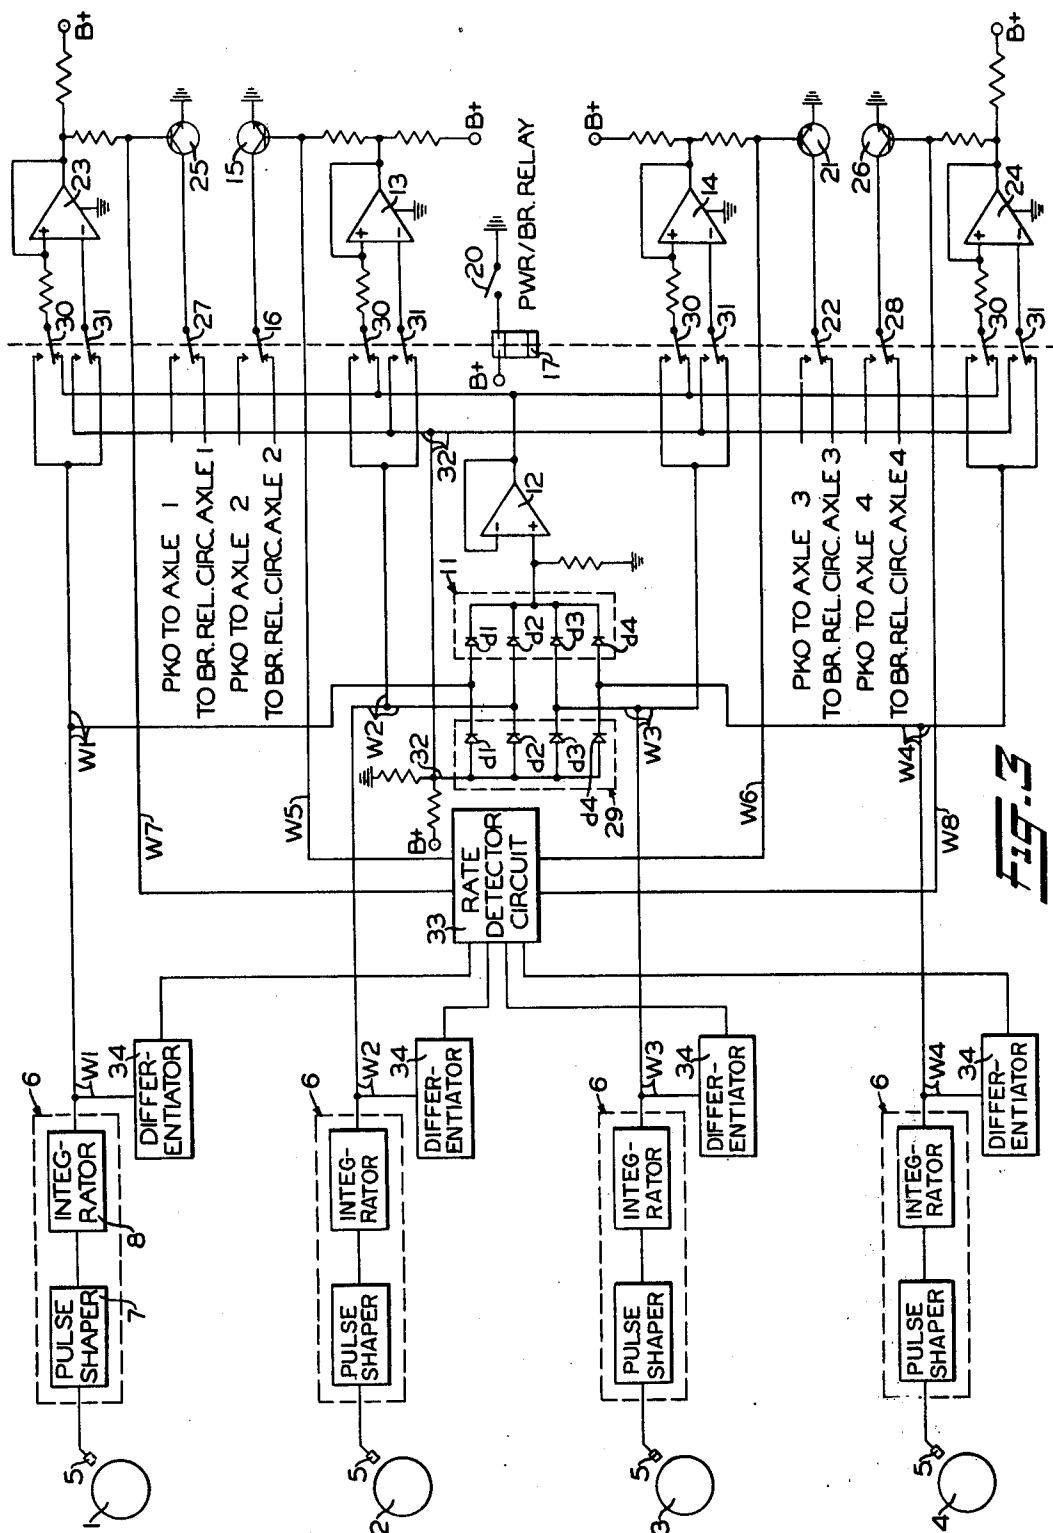 Fig. 3
1
5
PULSE SHAPER
7
INTEG-RATOR
8
6
W1
34
DIFFER-ENTIATOR
2
5
PULSE SHAPER
INTEG-RATOR
6
W2
34
DIFFER-ENTIATOR
3
5
PULSE SHAPER
INTEG-RATOR
6
W3
34
DIFFER-ENTIATOR
4
5
PULSE SHAPER
INTEG-RATOR
6
W4
34
DIFFER-ENTIATOR
33
RATE
DETECTOR
CIRCUIT
W7
W5
W6
W8
W1
W2
W3
W4
B+
32
29
d1
d2
d3
d4
11
d1
d2
d3
d4
12
-
+
32
PKO TO AXLE 1
TO BR. REL. CIRC. AXLE 1
PKO TO AXLE 2
TO BR. REL. CIRC. AXLE 2
PKO TO AXLE 3
TO BR. REL. CIRC. AXLE 3
PKO TO AXLE 4
TO BR. REL. CIRC. AXLE 4
30
31
27
16
30
31
B+
17
20
PWR/BR. RELAY
30
31
22
28
30
31
+
-
23
B+
25
15
+
-
13
B+
B+
+
-
14
21
26
+
-
24
B+